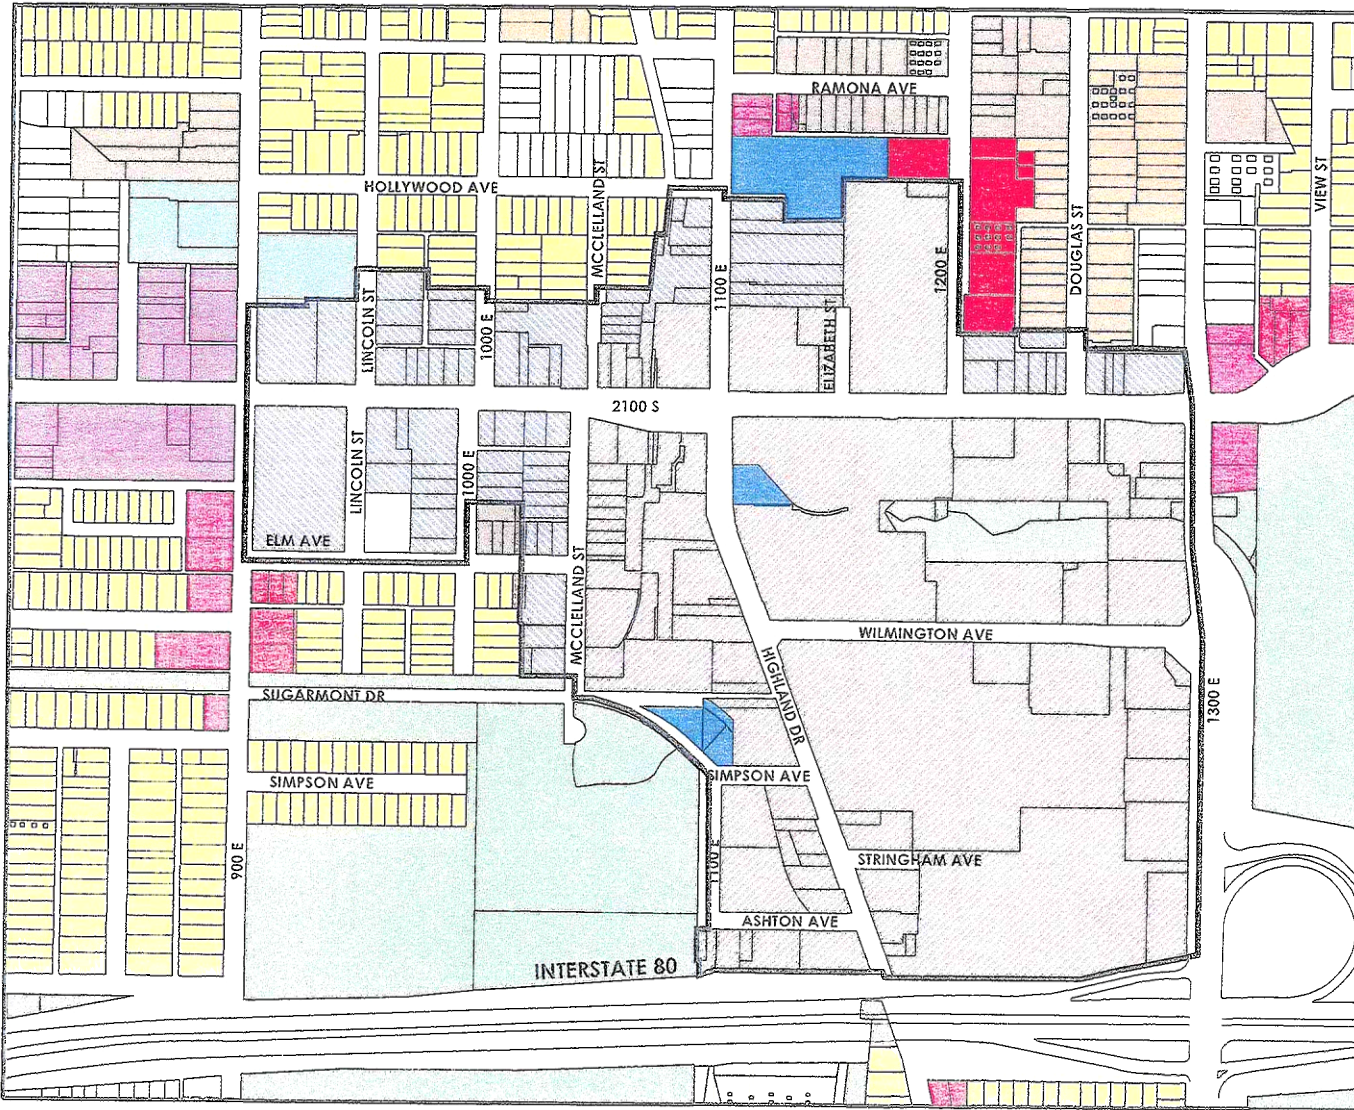 RAMONA AVE
HOLLYWOOD AVE
MCCLELLAND ST
VIEW ST
DOUGLAS ST
1100 E
1200 E
LINCOLN ST
1000 E
ELIZABETH ST
2100 S
LINCOLN ST
1000 E
ELM AVE
MCCLELLAND ST
WILMINGTON AVE
HIGHLAND DR
SUGARMONT DR
1300 E
SIMPSON AVE
SIMPSON AVE
900 E
1100 E
STRINGHAM AVE
ASHTON AVE
INTERSTATE 80